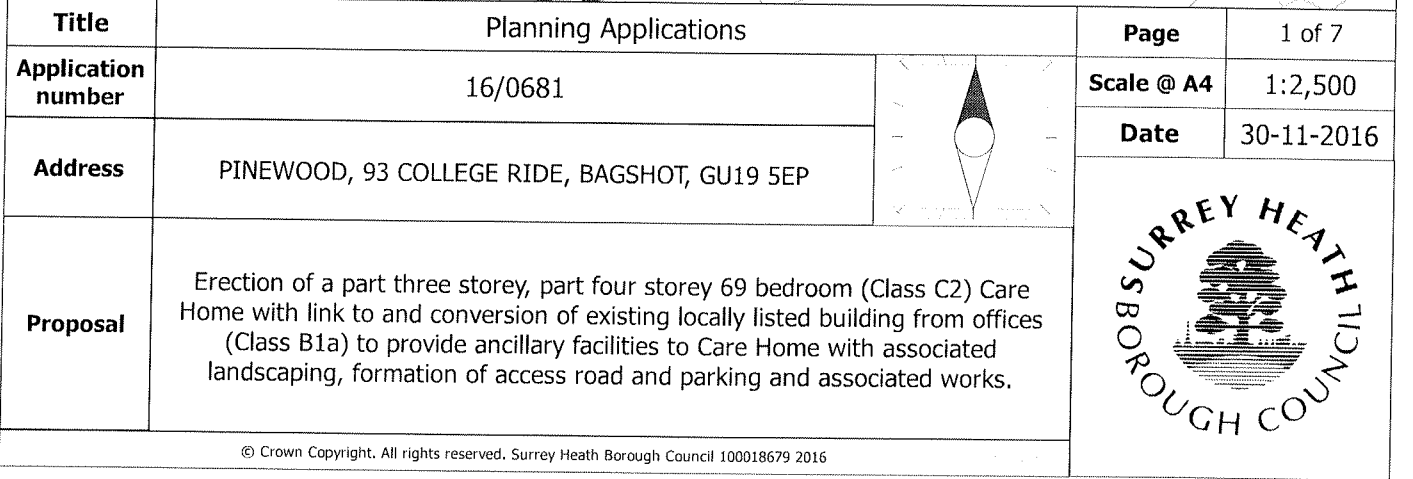 Title
Planning Applications
Page
1 of 7
Application
number
16/0681
Scale @ A4
1:2,500
Date
30-11-2016
Address
PINEWOOD, 93 COLLEGE RIDE, BAGSHOT, GU19 5EP
Proposal
Erection of a part three storey, part four storey 69 bedroom (Class C2) Care
Home with link to and conversion of existing locally listed building from offices
(Class B1a) to provide ancillary facilities to Care Home with associated
landscaping, formation of access road and parking and associated works.
SURREY HEATH
BOROUGH COUNCIL
© Crown Copyright. All rights reserved. Surrey Heath Borough Council 100018679 2016